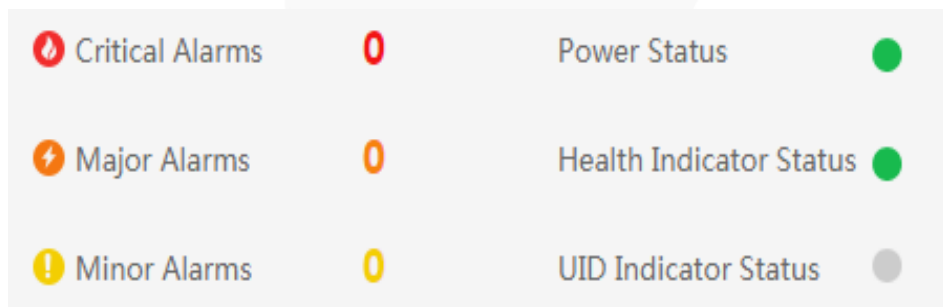 Critical Alarms 0 Power Status
Major Alarms 0 Health Indicator Status
Minor Alarms 0 UID Indicator Status